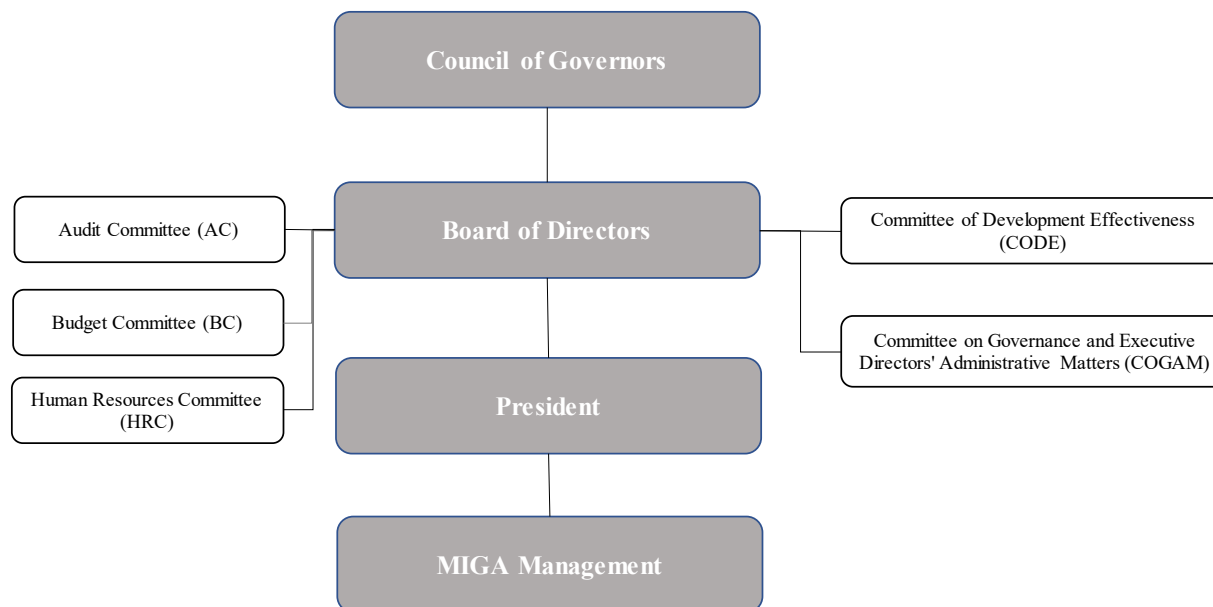 Council of Governors
Audit Committee (AC)
Board of Directors
Committee of Development Effectiveness
(CODE)
Budget Committee (BC)
Committee on Governance and Executive
Directors' Administrative Matters (COGAM)
Human Resources Committee
(HRC)
President
MIGA Management